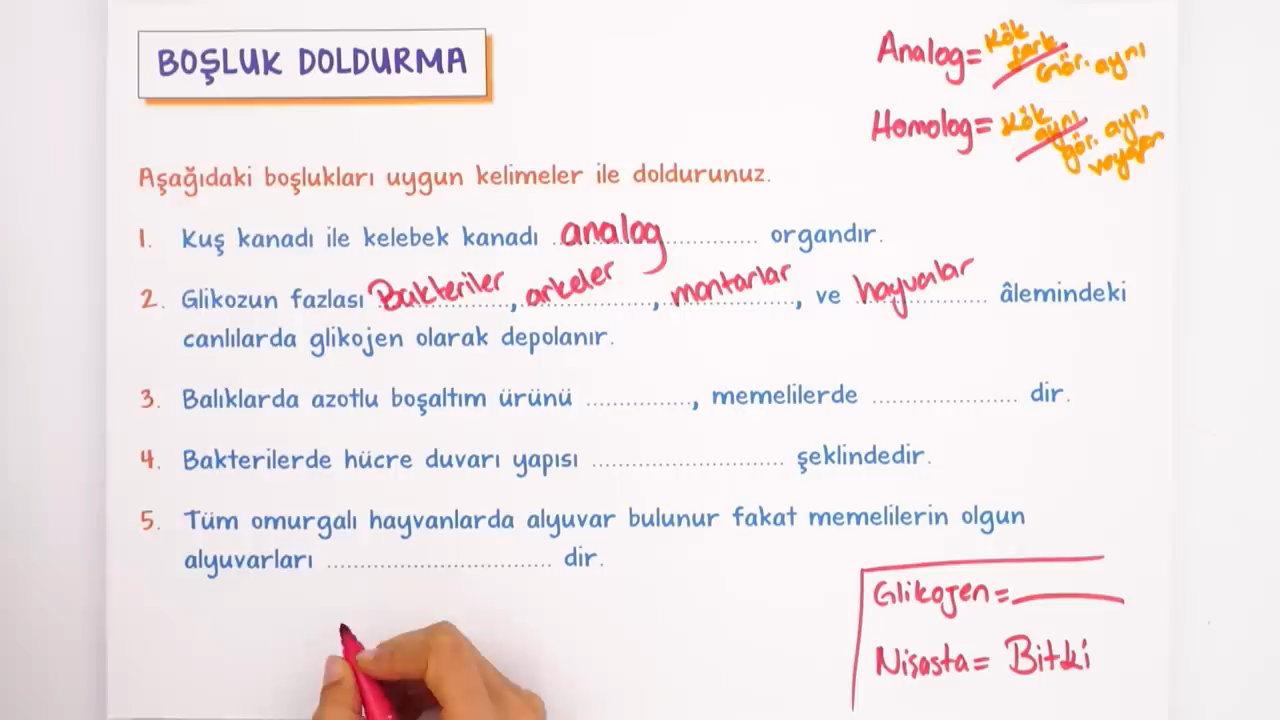 BOŞLUK DOLDURMA
Analog= Kök fark Gör. aynı
Homolog= Kök aynı gör. aynı veya
Aşağıdaki boşlukları uygun kelimeler ile doldurunuz.
1. Kuş kanadı ile kelebek kanadı analog organdır.
2. Glikozun fazlası Bakteriler, arkeler, mantarlar, ve hayvanlar âlemindeki
canlılarda glikojen olarak depolanır.
3. Balıklarda azotlu boşaltım ürünü ............, memelilerde ................ dir.
4. Bakterilerde hücre duvarı yapısı ...................... şeklindedir.
5. Tüm omurgalı hayvanlarda alyuvar bulunur fakat memelilerin olgun
alyuvarları .......................... dir.
Glikojen=
Nişasta= Bitki